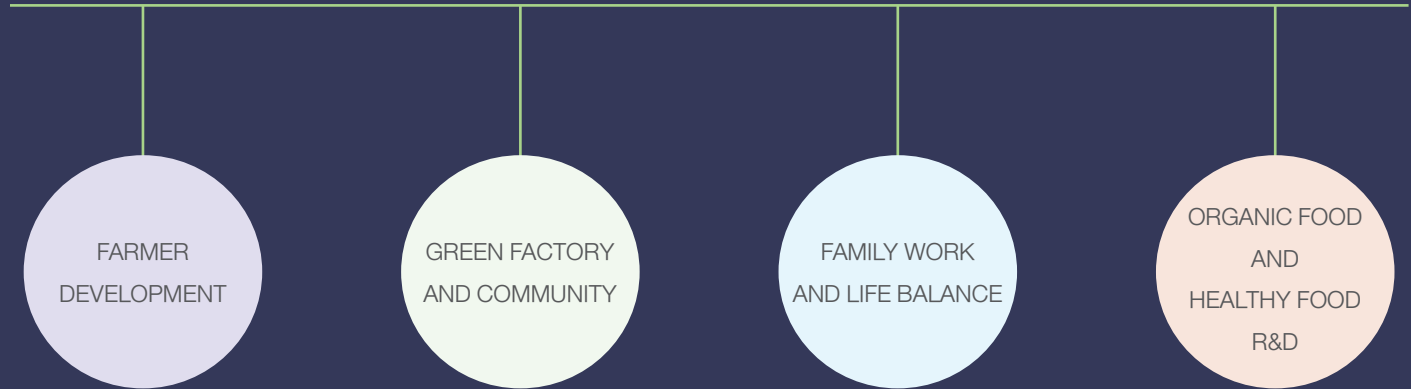 FARMER
DEVELOPMENT
GREEN FACTORY
AND COMMUNITY
FAMILY WORK
AND LIFE BALANCE
ORGANIC FOOD
AND
HEALTHY FOOD
R&D